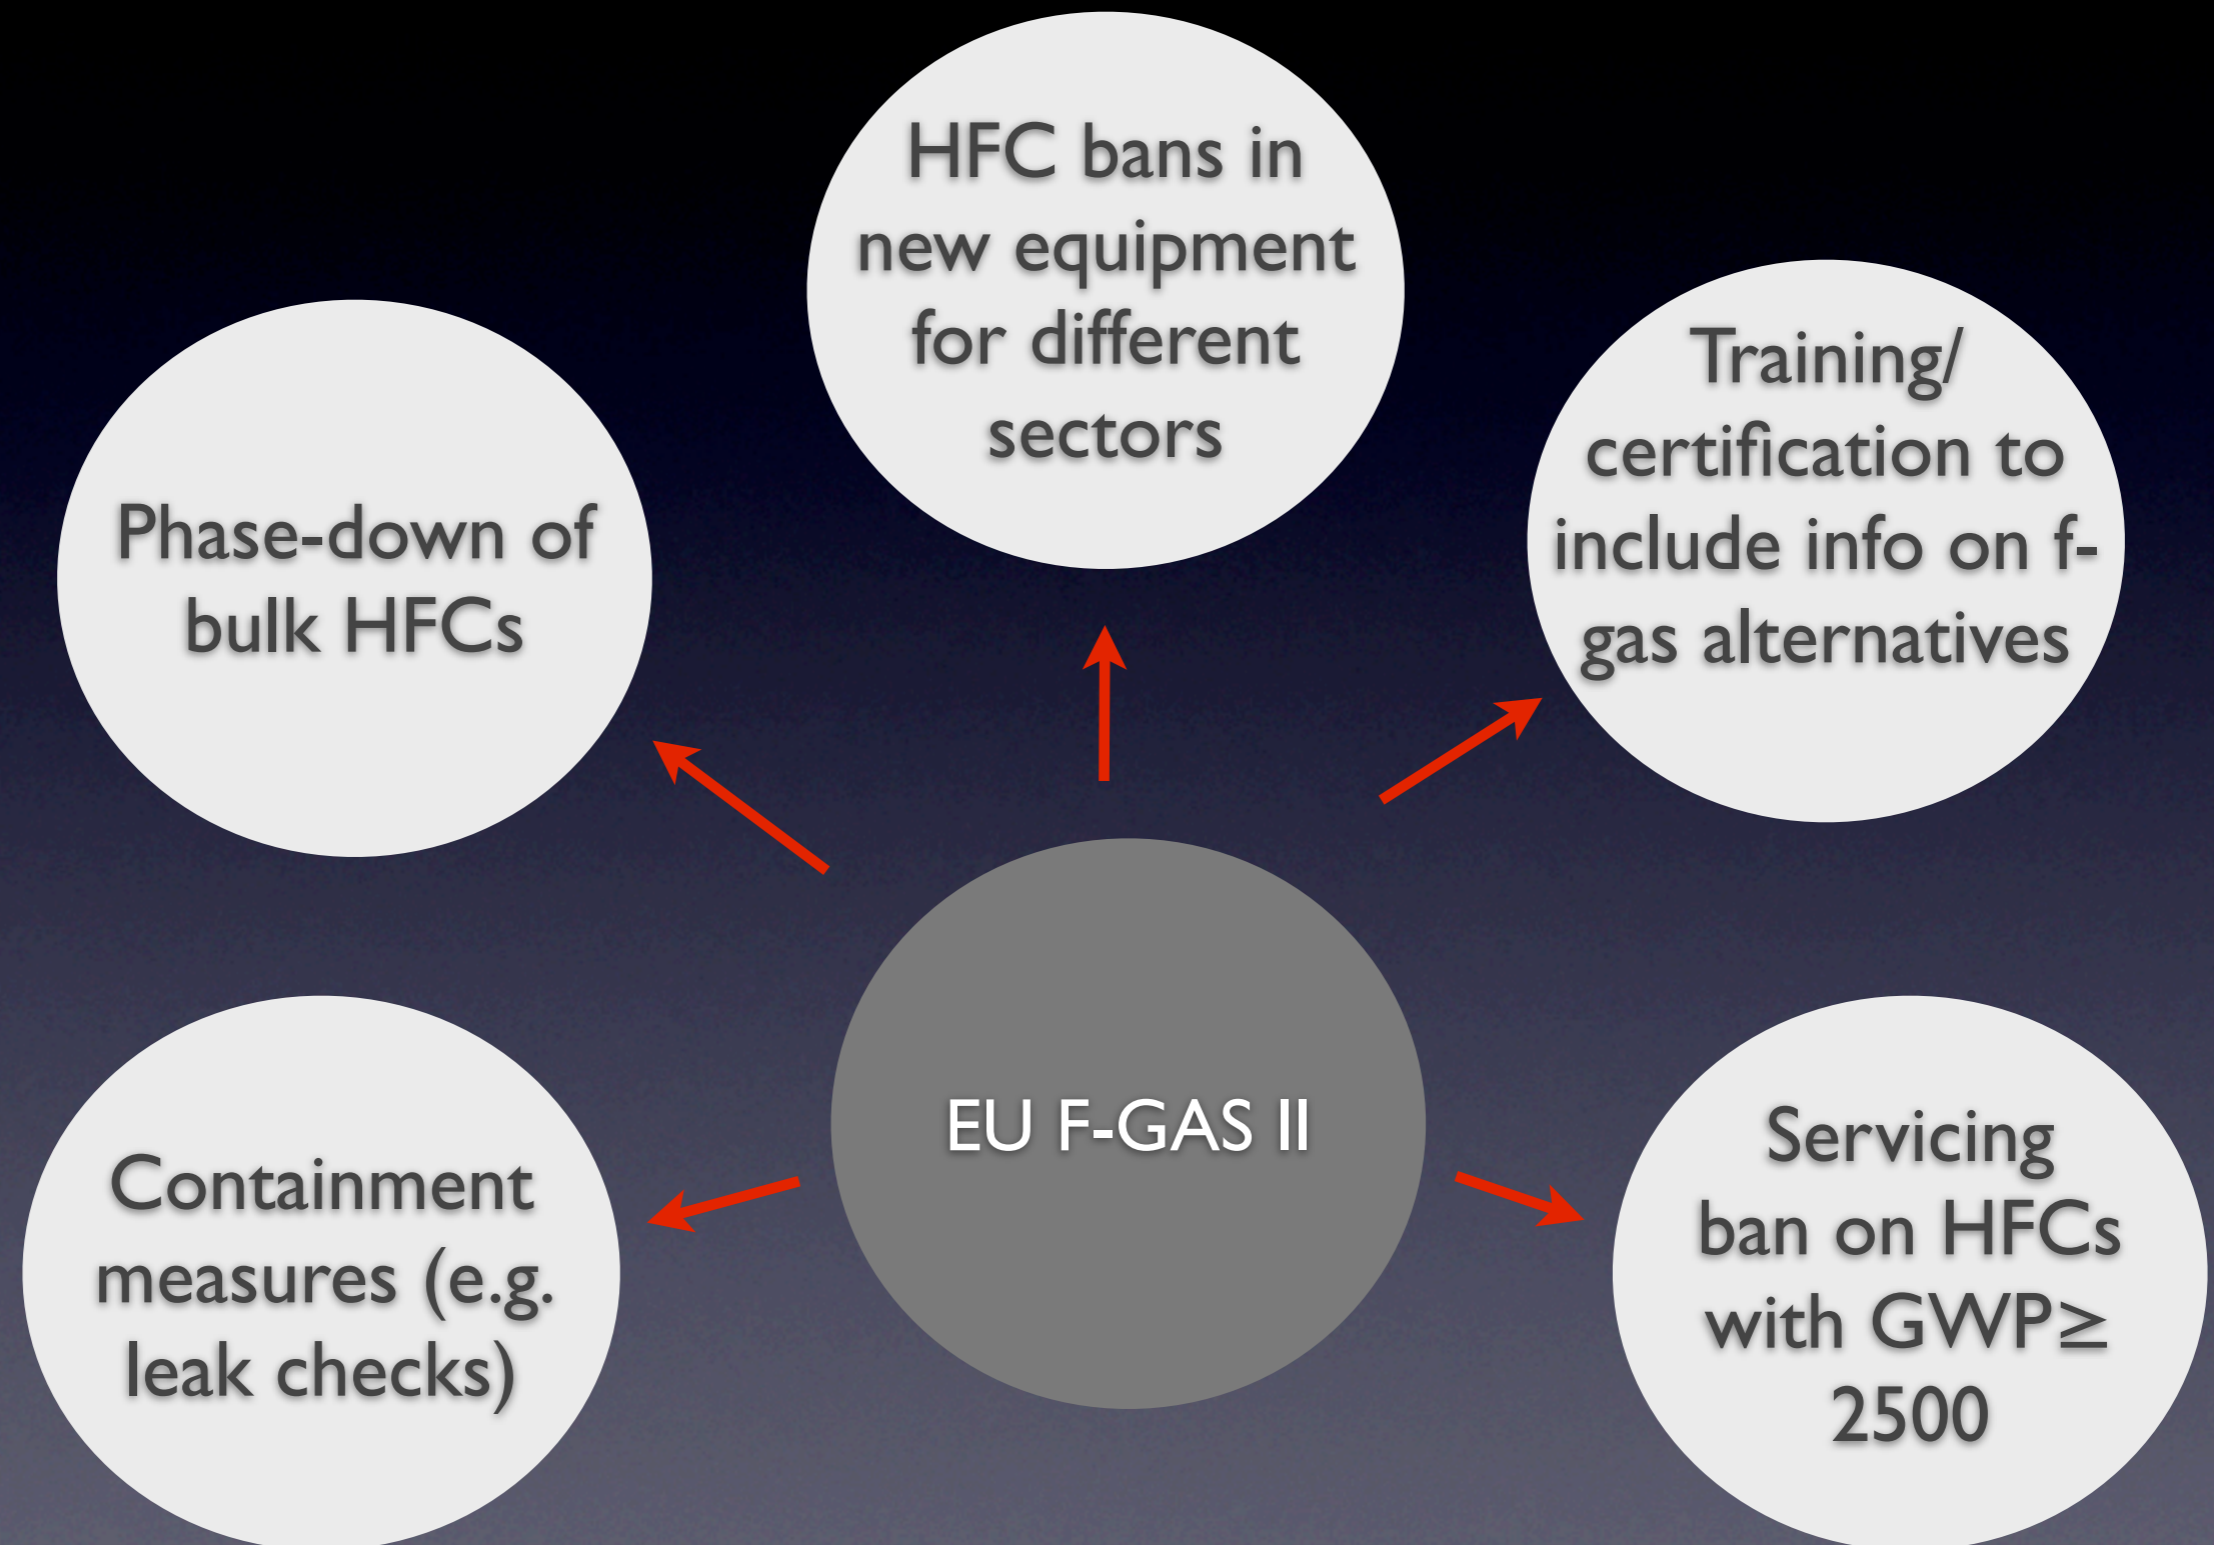 HFC bans in
new equipment
for different
sectors
Training/
certification to
include info on f-
gas alternatives
Phase-down of
bulk HFCs
EU F-GAS II
Containment
measures (e.g.
leak checks)
Servicing
ban on HFCs
with GWP≥
2500